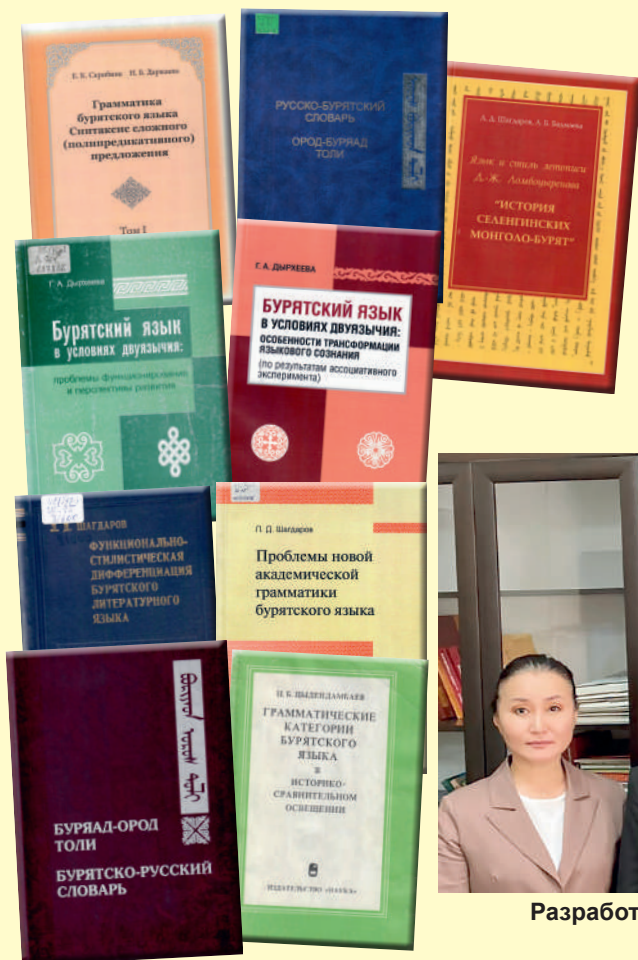 Е. К. Скрибник Н. Б. Даржаева
Грамматика
бурятского языка
Синтаксис сложного
(полипредикативного)
предложения
Том I
РУССКО-БУРЯТСКИЙ
СЛОВАРЬ
ОРОД-БУРЯАД
ТОЛИ
Л. Д. Шагдаров, А. Б.
Язык и стиль летописи
Д.-Ж. Ломбоцыренова
"ИСТОРИЯ
СЕЛЕНГИНСКИХ
МОНГОЛО-БУРЯТ"
Г. А. Дырхеева
Бурятский язык
в условиях двуязычия:
проблемы функционирования
и перспективы развития
Г. А. ДЫРХЕЕВА
БУРЯТСКИЙ ЯЗЫК
В УСЛОВИЯХ ДВУЯЗЫЧИЯ:
ОСОБЕННОСТИ ТРАНСФОРМАЦИИ
ЯЗЫКОВОГО СОЗНАНИЯ
(по результатам ассоциативного
эксперимента)
ШАГДАРОВ
ФУНКЦИОНАЛЬНО-
СТИЛИСТИЧЕСКАЯ
ДИФФЕРЕНЦИАЦИЯ
БУРЯТСКОГО
ЛИТЕРАТУРНОГО
ЯЗЫКА
Л. Д. Шагдаров
Проблемы новой
академической
грамматики
бурятского языка
БУРЯАД-ОРОД
ТОЛИ
БУРЯТСКО-РУССКИЙ
СЛОВАРЬ
Ц. Б. ЦЫДЕНДАМБАЕВ
ГРАММАТИЧЕСКИЕ
КАТЕГОРИИ
БУРЯТСКОГО
ЯЗЫКА
В
ИСТОРИКО-
СРАВНИТЕЛЬНОМ
ОСВЕЩЕНИИ
ИЗДАТЕЛЬСТВО «НАУКА»
Разработ